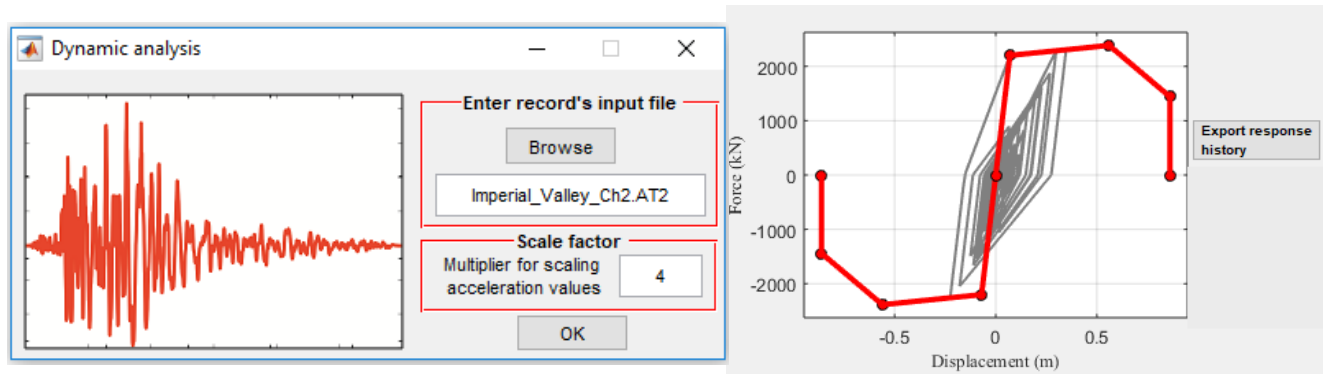 Dynamic analysis
Enter record's input file
Browse
Imperial_Valley_Ch2.AT2
Scale factor
Multiplier for scaling
acceleration values
4
OK
2000
1000
0
-1000
-2000
Force (kN)
-0.5
0
0.5
Displacement (m)
Export response
history